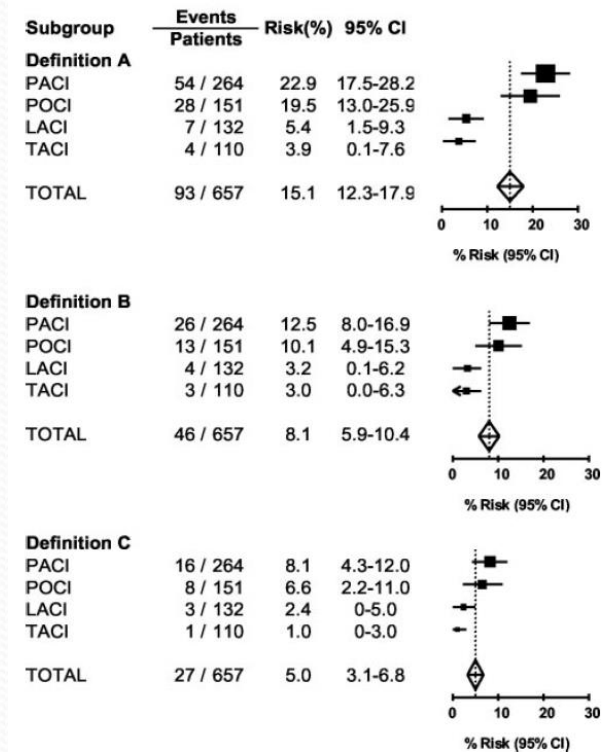 Subgroup Events Risk(%) 95% CI
Patients
Definition A
PACI 54 / 264 22.9 17.5-28.2
POCI 28 / 151 19.5 13.0-25.9
LACI 7 / 132 5.4 1.5-9.3
TACI 4 / 110 3.9 0.1-7.6
TOTAL 93 / 657 15.1 12.3-17.9
0 10 20 30
% Risk (95% CI)
Definition B
PACI 26 / 264 12.5 8.0-16.9
POCI 13 / 151 10.1 4.9-15.3
LACI 4 / 132 3.2 0.1-6.2
TACI 3 / 110 3.0 0.0-6.3
TOTAL 46 / 657 8.1 5.9-10.4
0 10 20 30
% Risk (95% CI)
Definition C
PACI 16 / 264 8.1 4.3-12.0
POCI 8 / 151 6.6 2.2-11.0
LACI 3 / 132 2.4 0-5.0
TACI 1 / 110 1.0 0-3.0
TOTAL 27 / 657 5.0 3.1-6.8
0 10 20 30
% Risk (95% CI)